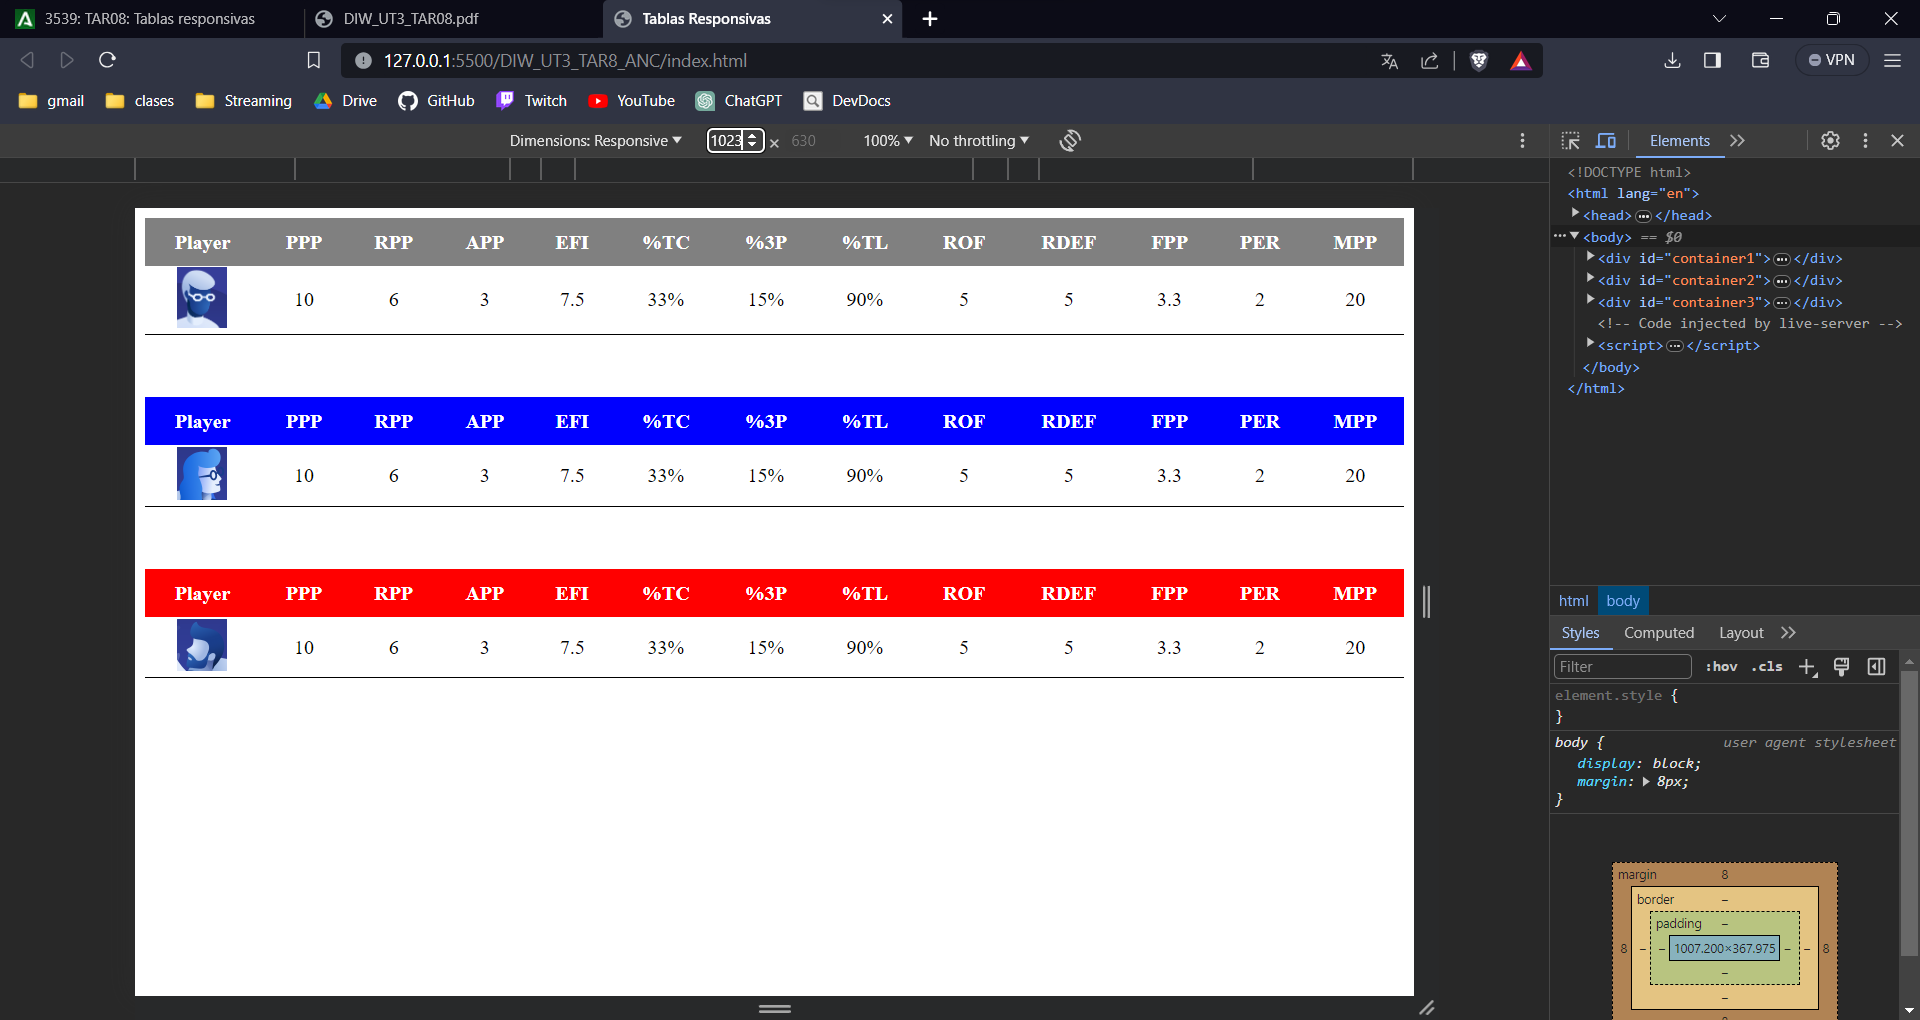 3539: TAR08: Tablas responsivas
DIW_UT3_TAR08.pdf
Tablas Responsivas
127.0.0.1:5500/DIW_UT3_TAR8_ANC/index.html
VPN
gmail clases Streaming Drive GitHub Twitch YouTube ChatGPT DevDocs
Dimensions: Responsive 1023 × 630 100% No throttling
Player PPP RPP APP EFI %TC %3P %TL ROF RDEF FPP PER MPP
10 6 3 7.5 33% 15% 90% 5 5 3.3 2 20
Player PPP RPP APP EFI %TC %3P %TL ROF RDEF FPP PER MPP
10 6 3 7.5 33% 15% 90% 5 5 3.3 2 20
Player PPP RPP APP EFI %TC %3P %TL ROF RDEF FPP PER MPP
10 6 3 7.5 33% 15% 90% 5 5 3.3 2 20
Elements
<!DOCTYPE html>
<html lang="en">
<head>…</head>
<body> == $0
<div id="container1">…</div>
<div id="container2">…</div>
<div id="container3">…</div>
<!-- Code injected by live-server -->
<script>…</script>
</body>
</html>
html body
Styles Computed Layout
Filter :hov .cls
element.style {
}
body { user agent stylesheet
display: block;
margin: 8px;
}
margin 8
border –
padding –
8 – – 1007.200×367.975 – – 8
–
–